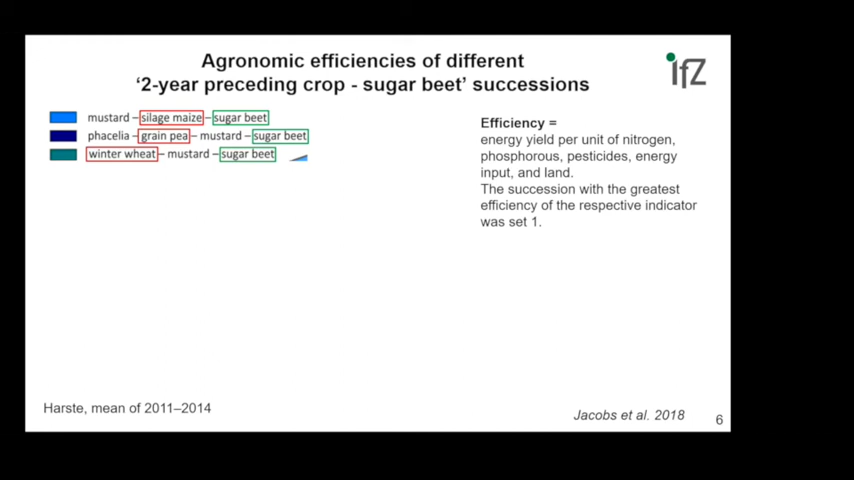 Agronomic efficiencies of different
‘2-year preceding crop - sugar beet’ successions
ifZ
mustard – silage maize – sugar beet
phacelia – grain pea – mustard – sugar beet
winter wheat – mustard – sugar beet
Efficiency =
energy yield per unit of nitrogen,
phosphorous, pesticides, energy
input, and land.
The succession with the greatest
efficiency of the respective indicator
was set 1.
Harste, mean of 2011–2014
Jacobs et al. 2018
6